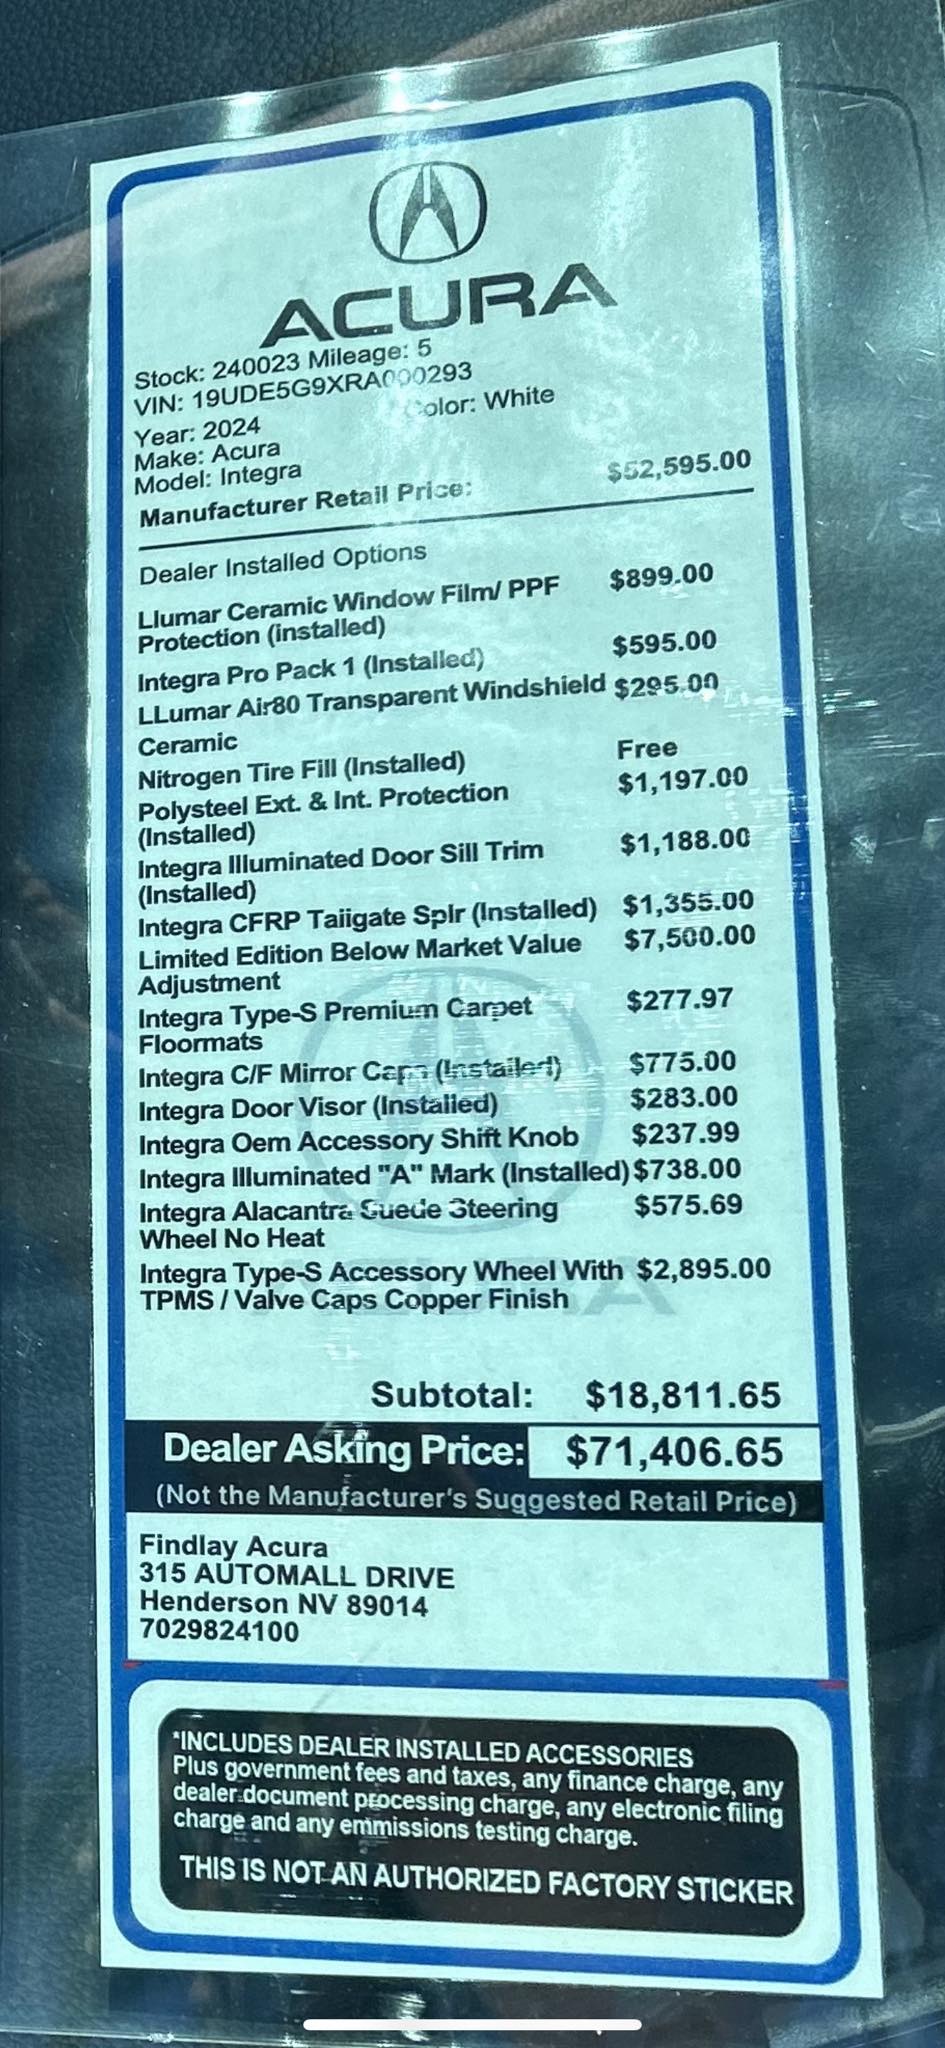 ACURA
Stock: 240023 Mileage: 5
VIN: 19UDE5G9XRA000293
Year: 2024 Color: White
Make: Acura
Model: Integra
Manufacturer Retail Price: $52,595.00
Dealer Installed Options
Llumar Ceramic Window Film/ PPF $899.00
Protection (installed)
Integra Pro Pack 1 (Installed) $595.00
LLumar Air80 Transparent Windshield $295.00
Ceramic
Nitrogen Tire Fill (Installed) Free
Polysteel Ext. & Int. Protection $1,197.00
(Installed)
Integra Illuminated Door Sill Trim $1,188.00
(Installed)
Integra CFRP Taiigate Splr (Installed) $1,355.00
Limited Edition Below Market Value $7,500.00
Adjustment
Integra Type-S Premium Carpet $277.97
Floormats
Integra C/F Mirror Caps (Installed) $775.00
Integra Door Visor (Installed) $283.00
Integra Oem Accessory Shift Knob $237.99
Integra Illuminated "A" Mark (Installed) $738.00
Integra Alacantra Suede Steering $575.69
Wheel No Heat
Integra Type-S Accessory Wheel With $2,895.00
TPMS / Valve Caps Copper Finish
Subtotal: $18,811.65
Dealer Asking Price: $71,406.65
(Not the Manufacturer's Suggested Retail Price)
Findlay Acura
315 AUTOMALL DRIVE
Henderson NV 89014
7029824100
*INCLUDES DEALER INSTALLED ACCESSORIES
Plus government fees and taxes, any finance charge, any
dealer document processing charge, any electronic filing
charge and any emmissions testing charge.
THIS IS NOT AN AUTHORIZED FACTORY STICKER